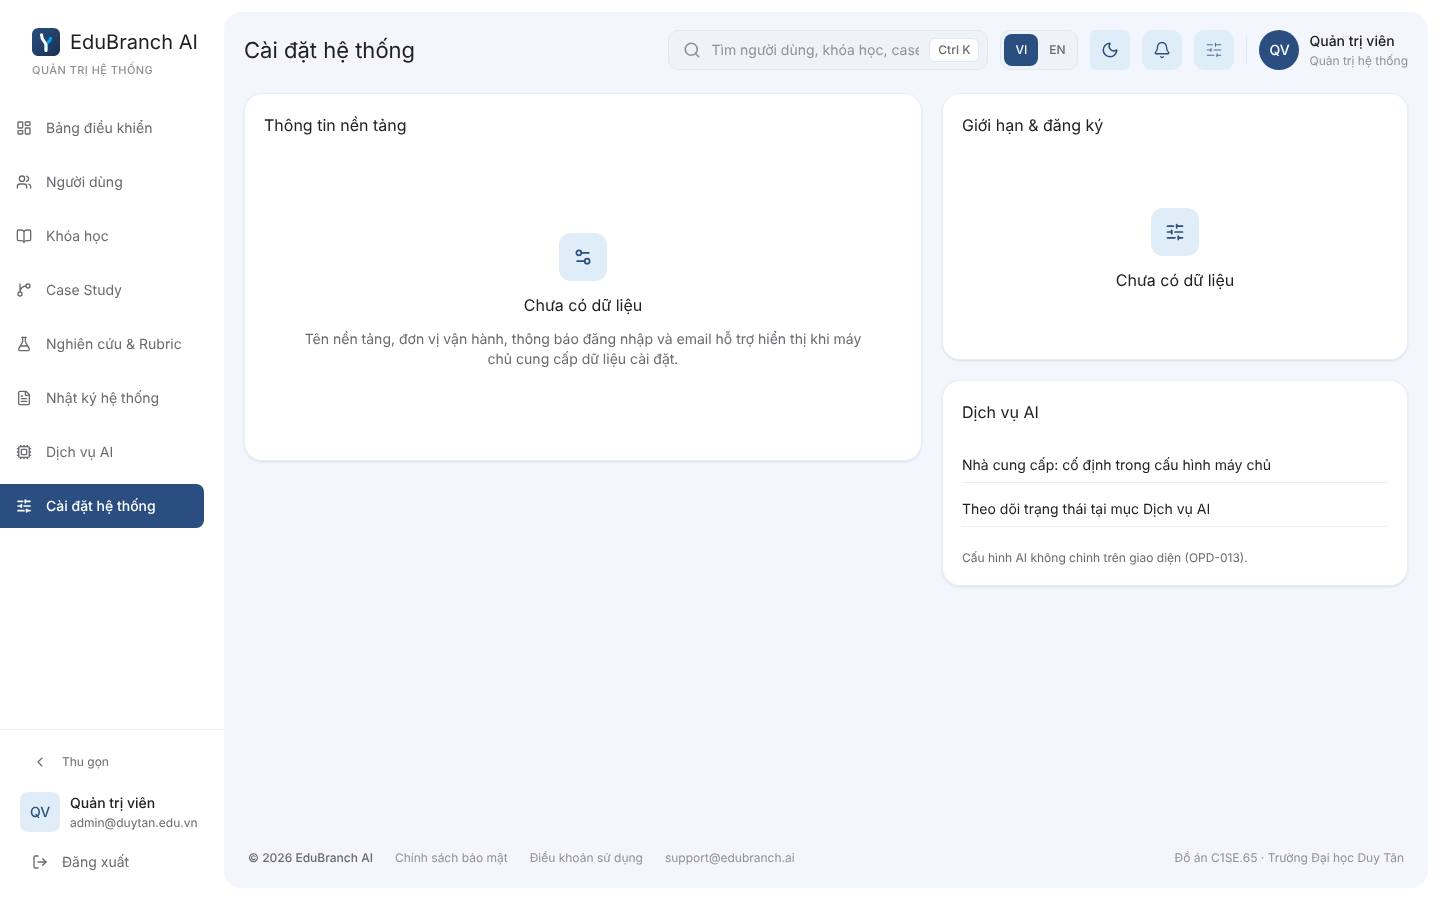 EduBranch AI
QUẢN TRỊ HỆ THỐNG
Bảng điều khiển
Người dùng
Khóa học
Case Study
Nghiên cứu & Rubric
Nhật ký hệ thống
Dịch vụ AI
Cài đặt hệ thống
Thu gọn
QV
Quản trị viên
admin@duytan.edu.vn
Đăng xuất
Cài đặt hệ thống
Tìm người dùng, khóa học, case
Ctrl K
VI
EN
QV
Quản trị viên
Quản trị hệ thống
Thông tin nền tảng
Chưa có dữ liệu
Tên nền tảng, đơn vị vận hành, thông báo đăng nhập và email hỗ trợ hiển thị khi máy
chủ cung cấp dữ liệu cài đặt.
Giới hạn & đăng ký
Chưa có dữ liệu
Dịch vụ AI
Nhà cung cấp: cố định trong cấu hình máy chủ
Theo dõi trạng thái tại mục Dịch vụ AI
Cấu hình AI không chỉnh trên giao diện (OPD-013).
© 2026 EduBranch AI
Chính sách bảo mật
Điều khoản sử dụng
support@edubranch.ai
Đồ án C1SE.65 · Trường Đại học Duy Tân